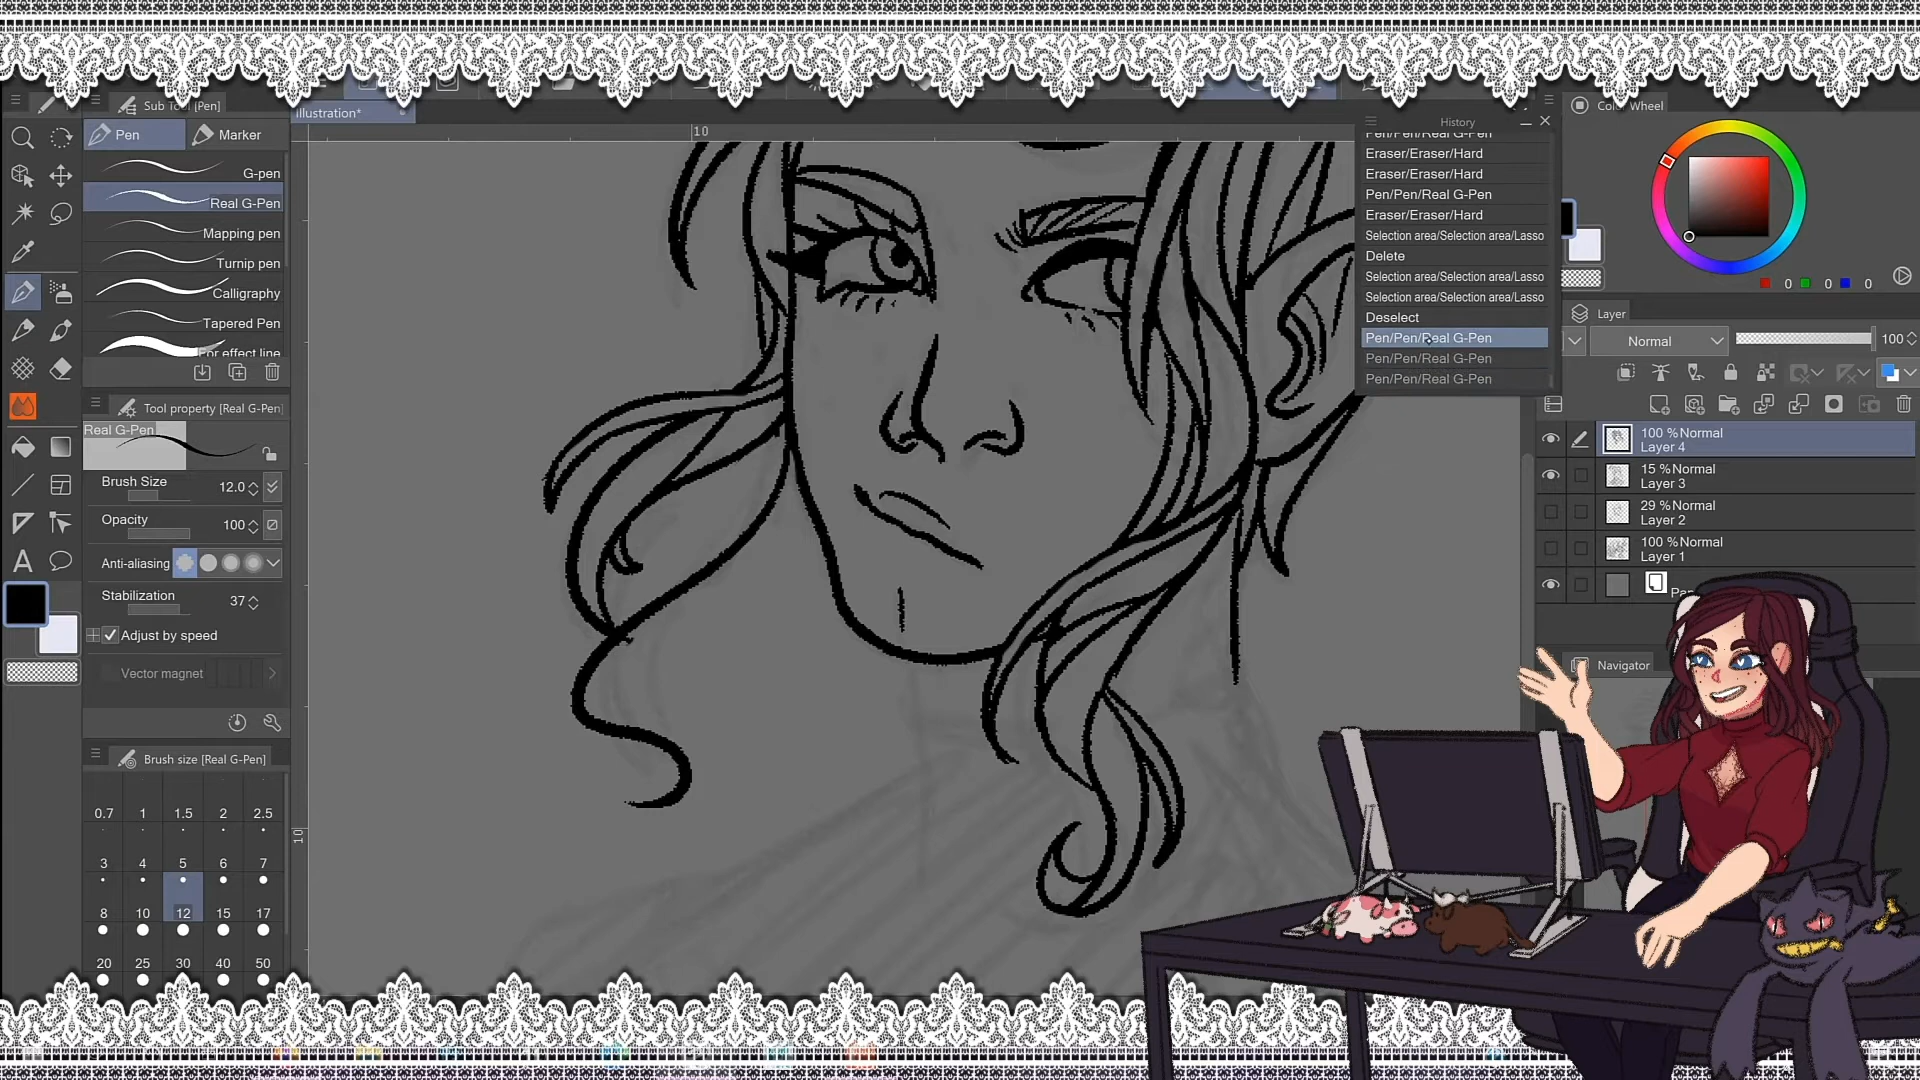 Sub Tool [Pen]
Pen
Marker
G-pen
Real G-Pen
Mapping pen
Turnip pen
Calligraphy
Tapered Pen
For effect line
Tool property [Real G-Pen]
Real G-Pen
Brush Size 12.0
Opacity 100
Anti-aliasing
Stabilization 37
Adjust by speed
Vector magnet
Brush size [Real G-Pen]
0.7 1 1.5 2 2.5
3 4 5 6 7
8 10 12 15 17
20 25 30 40 50
Illustration*
10
10
History
Pen/Pen/Real G-Pen
Eraser/Eraser/Hard
Eraser/Eraser/Hard
Pen/Pen/Real G-Pen
Eraser/Eraser/Hard
Selection area/Selection area/Lasso
Delete
Selection area/Selection area/Lasso
Selection area/Selection area/Lasso
Deselect
Pen/Pen/Real G-Pen
Pen/Pen/Real G-Pen
Pen/Pen/Real G-Pen
Wheel
0 0 0
Layer
Normal 100
100 %Normal
Layer 4
15 %Normal
Layer 3
29 %Normal
Layer 2
100 %Normal
Layer 1
Navigator